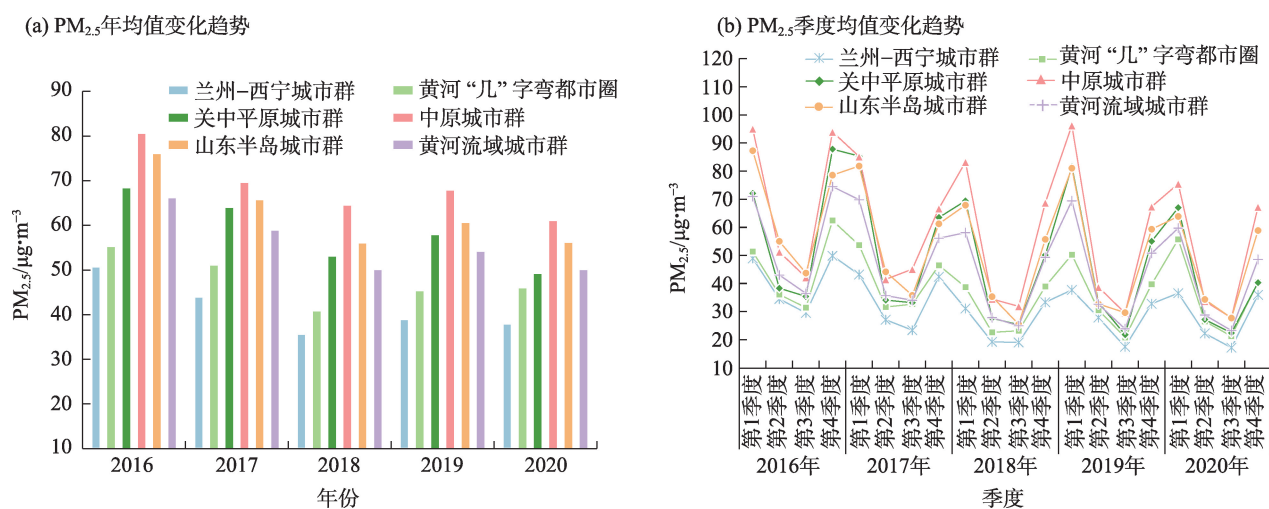 (a) PM2.5年均值变化趋势
兰州–西宁城市群
黄河“几”字弯都市圈
关中平原城市群
中原城市群
山东半岛城市群
黄河流域城市群
PM2.5/μg·m−3
90
80
70
60
50
40
30
20
10
2016
2017
2018
2019
2020
年份
(b) PM2.5季度均值变化趋势
兰州–西宁城市群
黄河“几”字弯都市圈
关中平原城市群
中原城市群
山东半岛城市群
黄河流域城市群
PM2.5/μg·m−3
120
110
100
90
80
70
60
50
40
30
20
10
第1季度
第2季度
第3季度
第4季度
第1季度
第2季度
第3季度
第4季度
第1季度
第2季度
第3季度
第4季度
第1季度
第2季度
第3季度
第4季度
第1季度
第2季度
第3季度
第4季度
2016年
2017年
2018年
2019年
2020年
季度